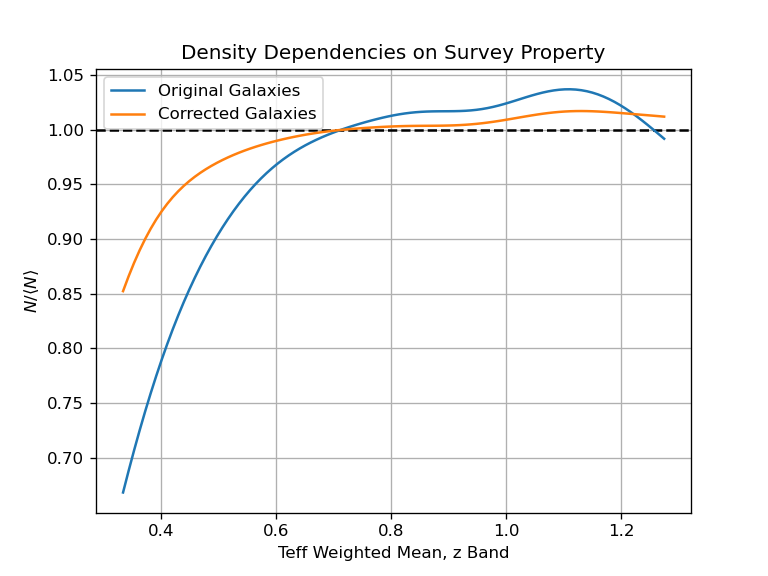 Density Dependencies on Survey Property
Original Galaxies
Corrected Galaxies
1.05
1.00
0.95
0.90
0.85
0.80
0.75
0.70
N/⟨N⟩
0.4 0.6 0.8 1.0 1.2
Teff Weighted Mean, z Band